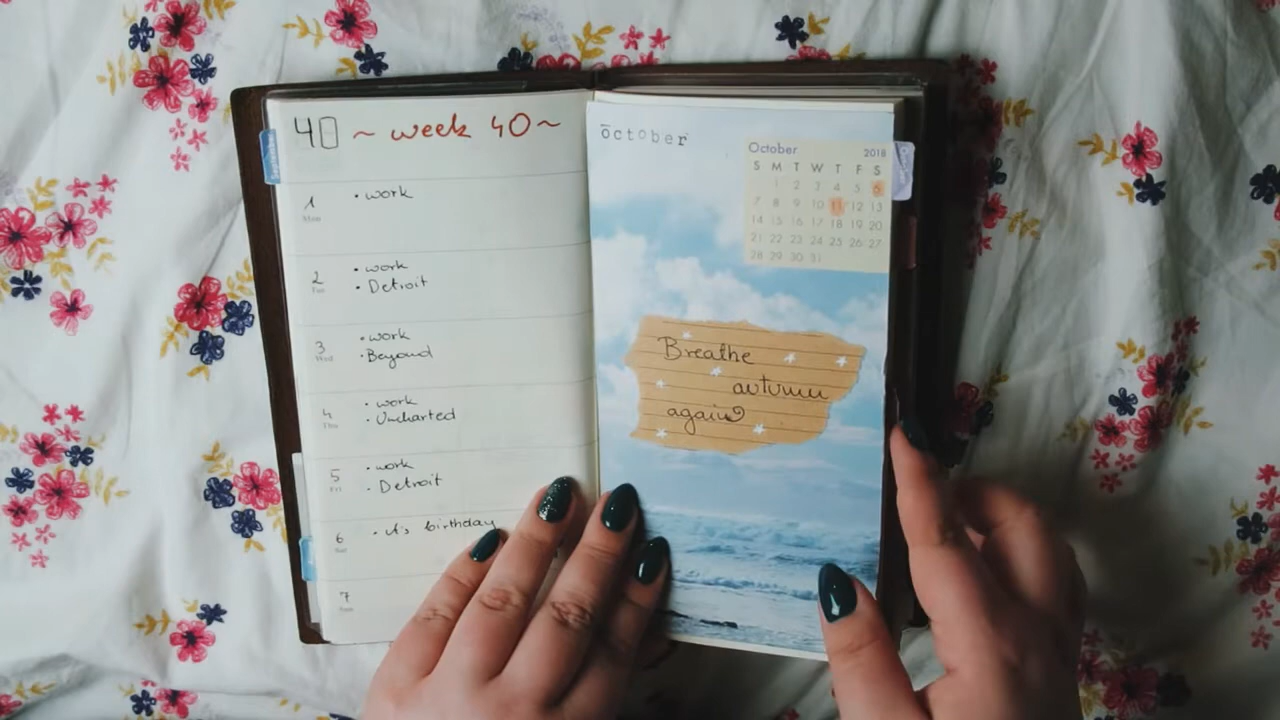 40 ~ week 40 ~
1 • work
Mon
2 • work
Tue • Detroit
3 • work
Wed • Beyond
4 • work
Thu • Uncharted
5 • work
Fri • Detroit
6 • birthday
Sat
7
Sun
october
October 2018
S M T W T F S
1 2 3 4 5 6
7 8 9 10 11 12 13
14 15 16 17 18 19 20
21 22 23 24 25 26 27
28 29 30 31
Breathe
autumn
again